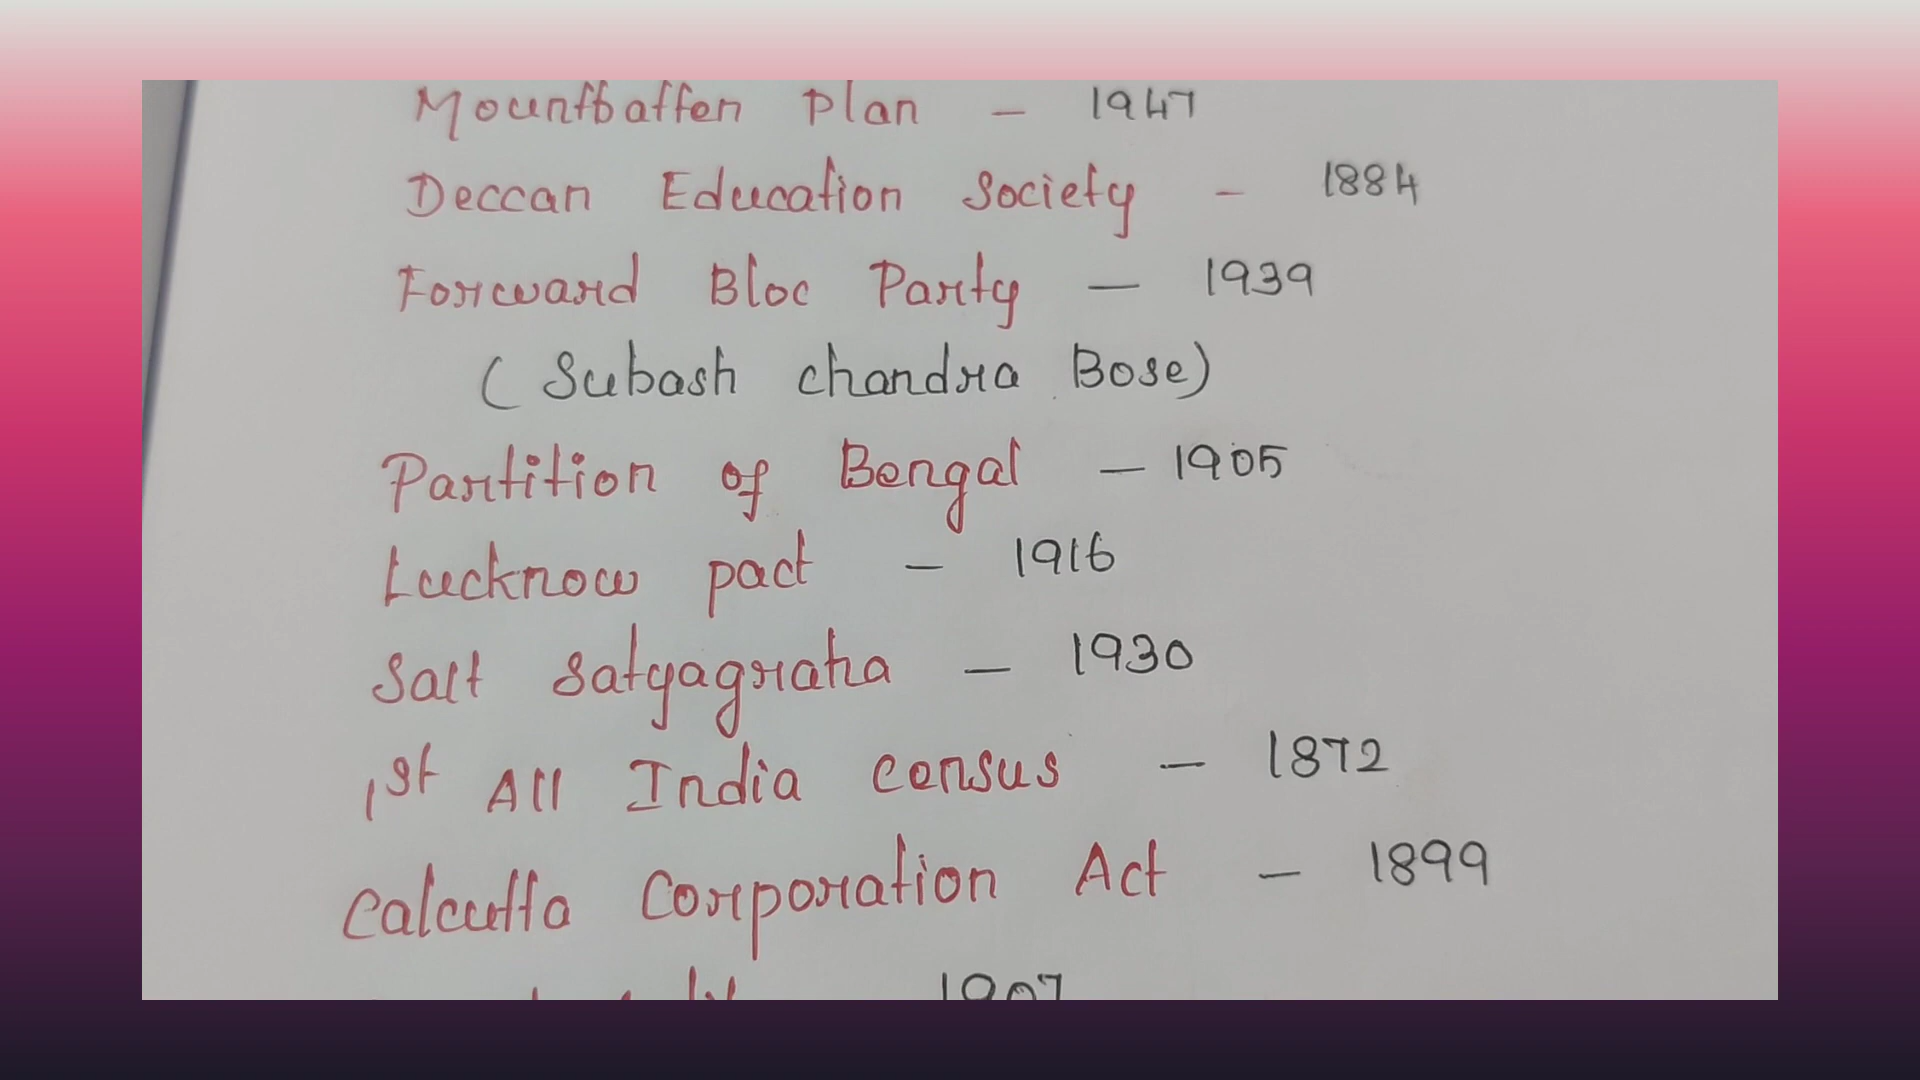 Mountbatten Plan - 1947
Deccan Education Society - 1884
Forward Bloc Party - 1939
(Subash chandra Bose)
Partition of Bengal - 1905
Lucknow pact - 1916
Salt Satyagraha - 1930
1st All India census - 1872
Calcutta Corporation Act - 1899
1907